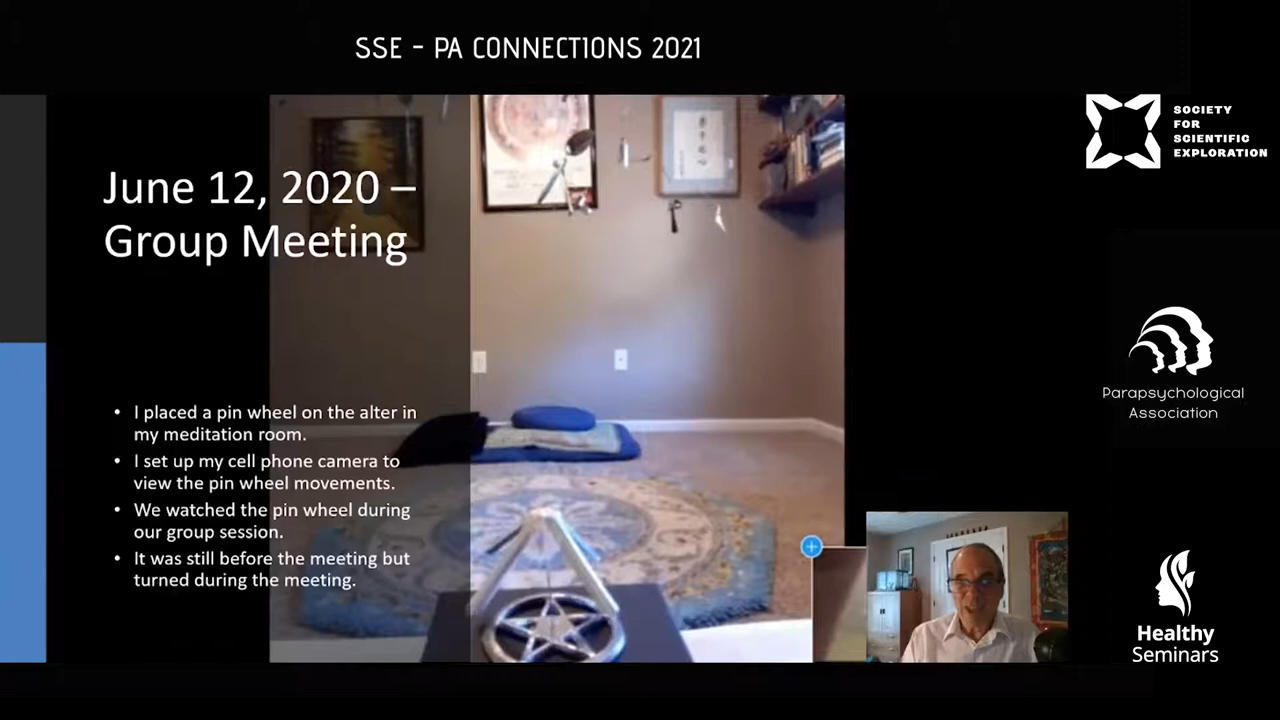 SSE - PA CONNECTIONS 2021
SOCIETY
FOR
SCIENTIFIC
EXPLORATION
June 12, 2020 –
Group Meeting
• I placed a pin wheel on the alter in
my meditation room.
• I set up my cell phone camera to
view the pin wheel movements.
• We watched the pin wheel during
our group session.
• It was still before the meeting but
turned during the meeting.
Parapsychological
Association
Healthy
Seminars